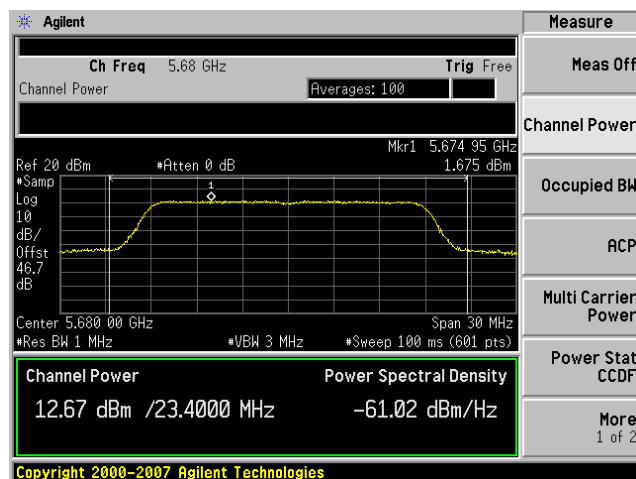 Agilent
Measure
Ch Freq 5.68 GHz Trig Free
Channel Power Averages: 100
Mkr1 5.674 95 GHz
Ref 20 dBm #Atten 0 dB 1.675 dBm
#Samp
Log
10
dB/
Offst
46.7
dB
1
Center 5.680 00 GHz Span 30 MHz
#Res BW 1 MHz #VBW 3 MHz #Sweep 100 ms (601 pts)
Channel Power Power Spectral Density
12.67 dBm /23.4000 MHz -61.02 dBm/Hz
Copyright 2000-2007 Agilent Technologies
Meas Off
Channel Power
Occupied BW
ACP
Multi Carrier
Power
Power Stat
CCDF
More
1 of 2